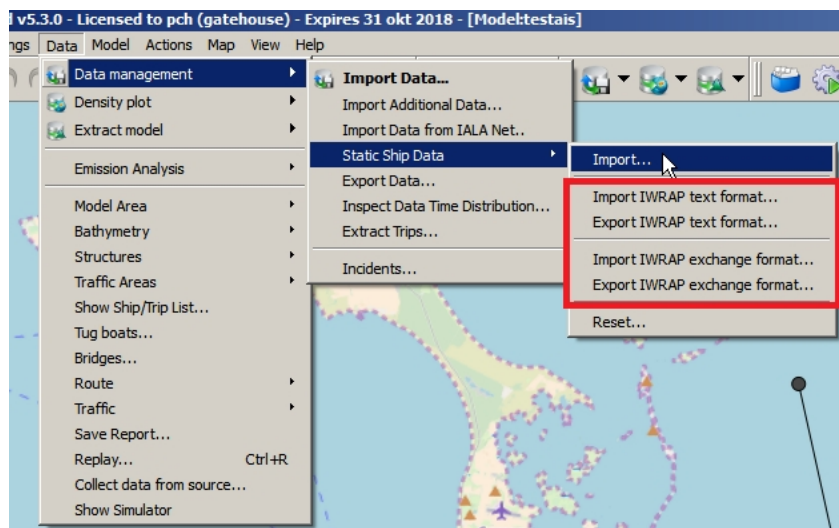 v5.3.0 - Licensed to pch (gatehouse) - Expires 31 okt 2018 - [Model:testais]
ngs Data Model Actions Map View Help
Data management
Density plot
Extract model
Emission Analysis
Model Area
Bathymetry
Structures
Traffic Areas
Show Ship/Trip List...
Tug boats...
Bridges...
Route
Traffic
Save Report...
Replay... Ctrl+R
Collect data from source...
Show Simulator
Import Data...
Import Additional Data...
Import Data from IALA Net..
Static Ship Data
Export Data...
Inspect Data Time Distribution...
Extract Trips...
Incidents...
Import...
Import IWRAP text format...
Export IWRAP text format...
Import IWRAP exchange format...
Export IWRAP exchange format...
Reset...